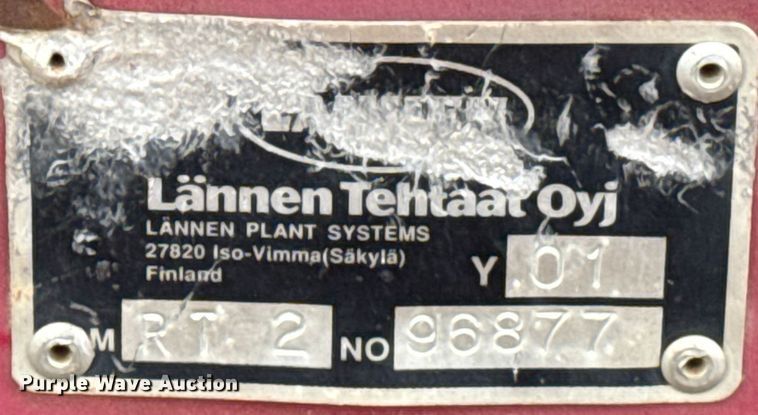 Lännen Tehtaat Oyj
LÄNNEN PLANT SYSTEMS
27820 Iso-Vimma(Säkylä)
Finland
Y 01
M RT 2 NO 96877
Purple Wave Auction